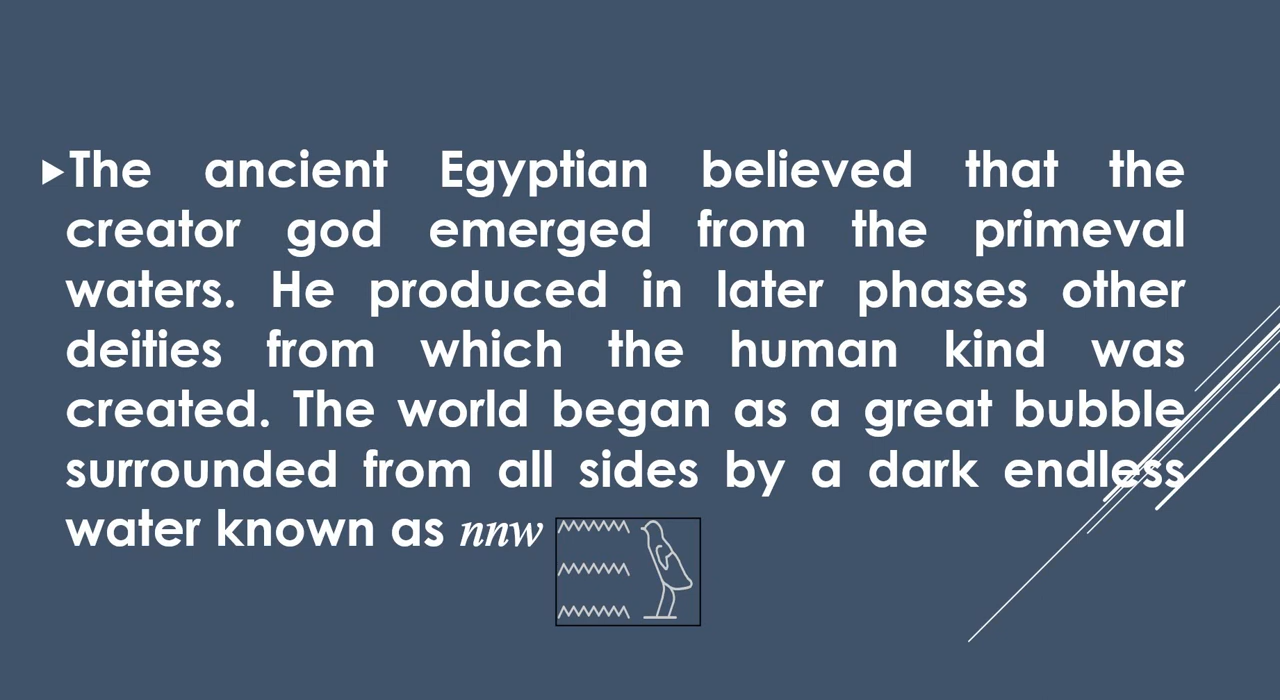 The ancient Egyptian believed that the
creator god emerged from the primeval
waters. He produced in later phases other
deities from which the human kind was
created. The world began as a great bubble
surrounded from all sides by a dark endless
water known as nnw 𓈗𓅱